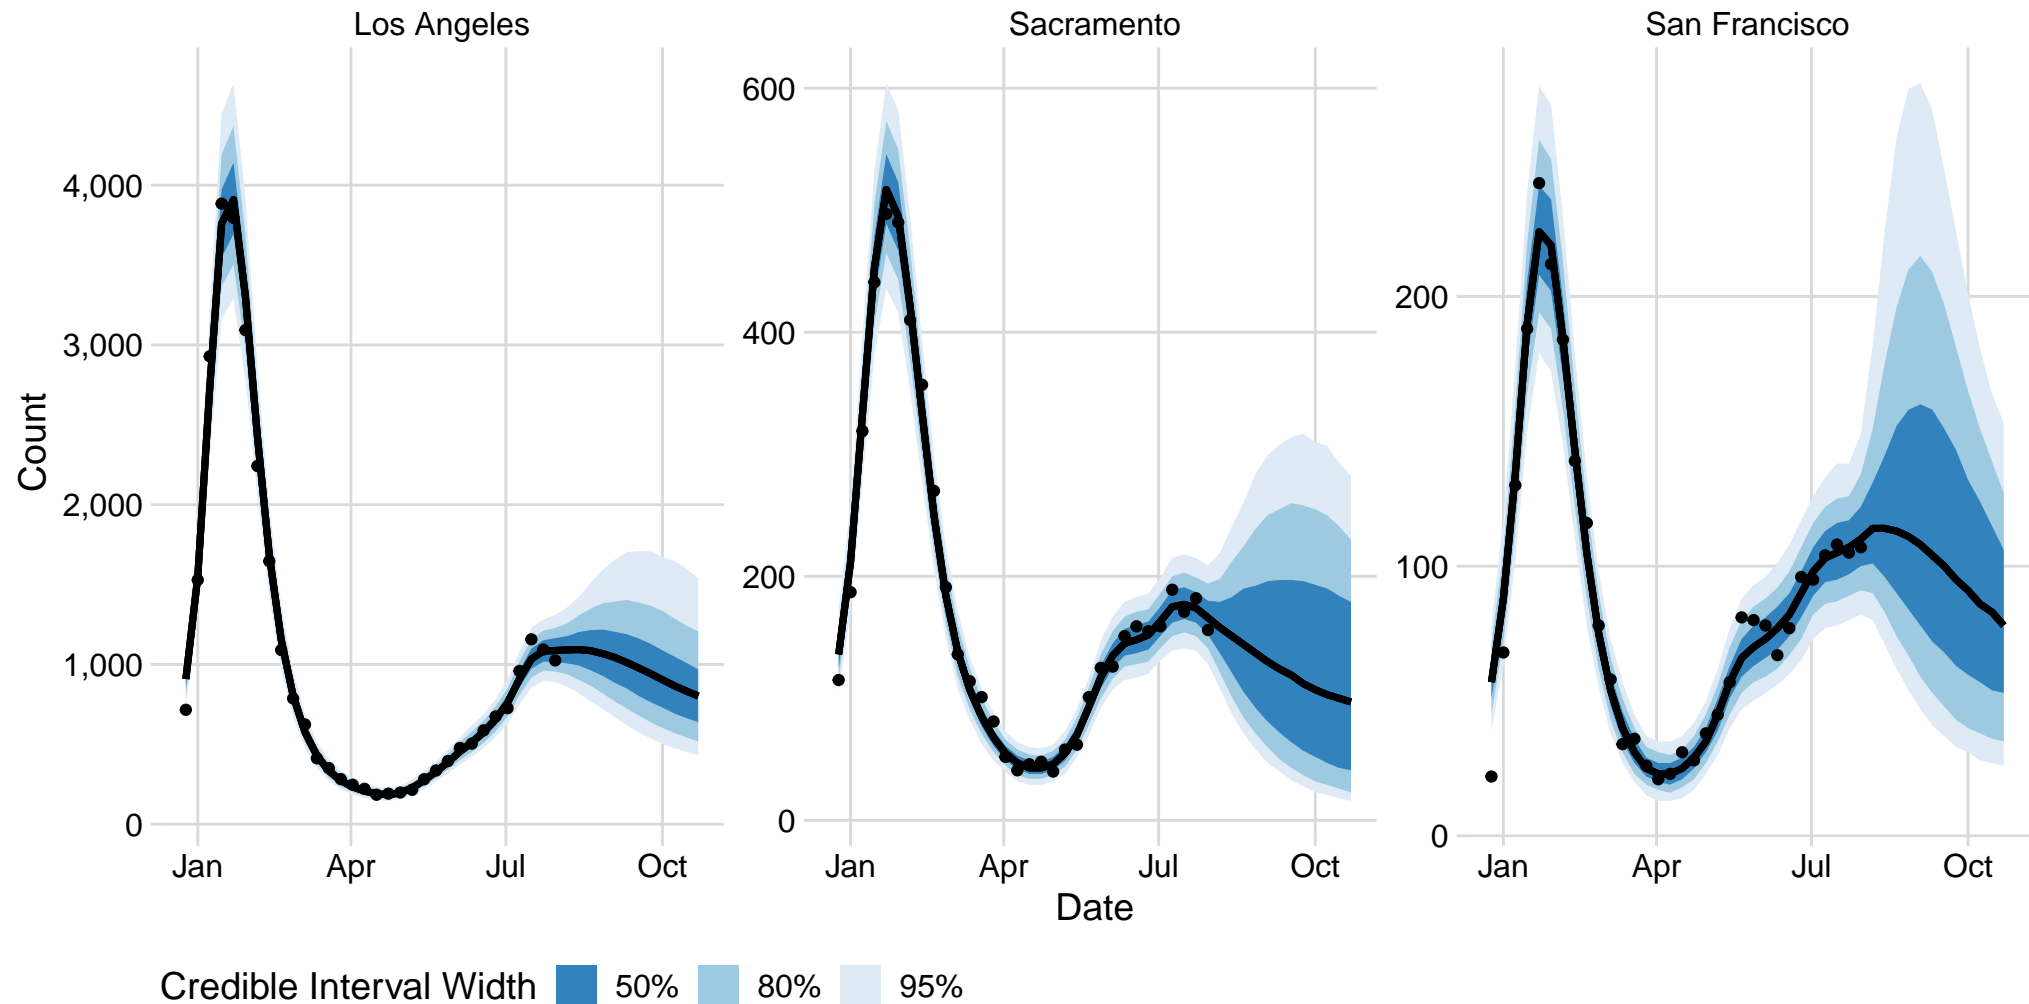 Los Angeles
Sacramento
San Francisco
Count
4,000
3,000
2,000
1,000
0
Jan Apr Jul Oct
600
400
200
0
Jan Apr Jul Oct
200
100
0
Jan Apr Jul Oct
Date
Credible Interval Width 50% 80% 95%